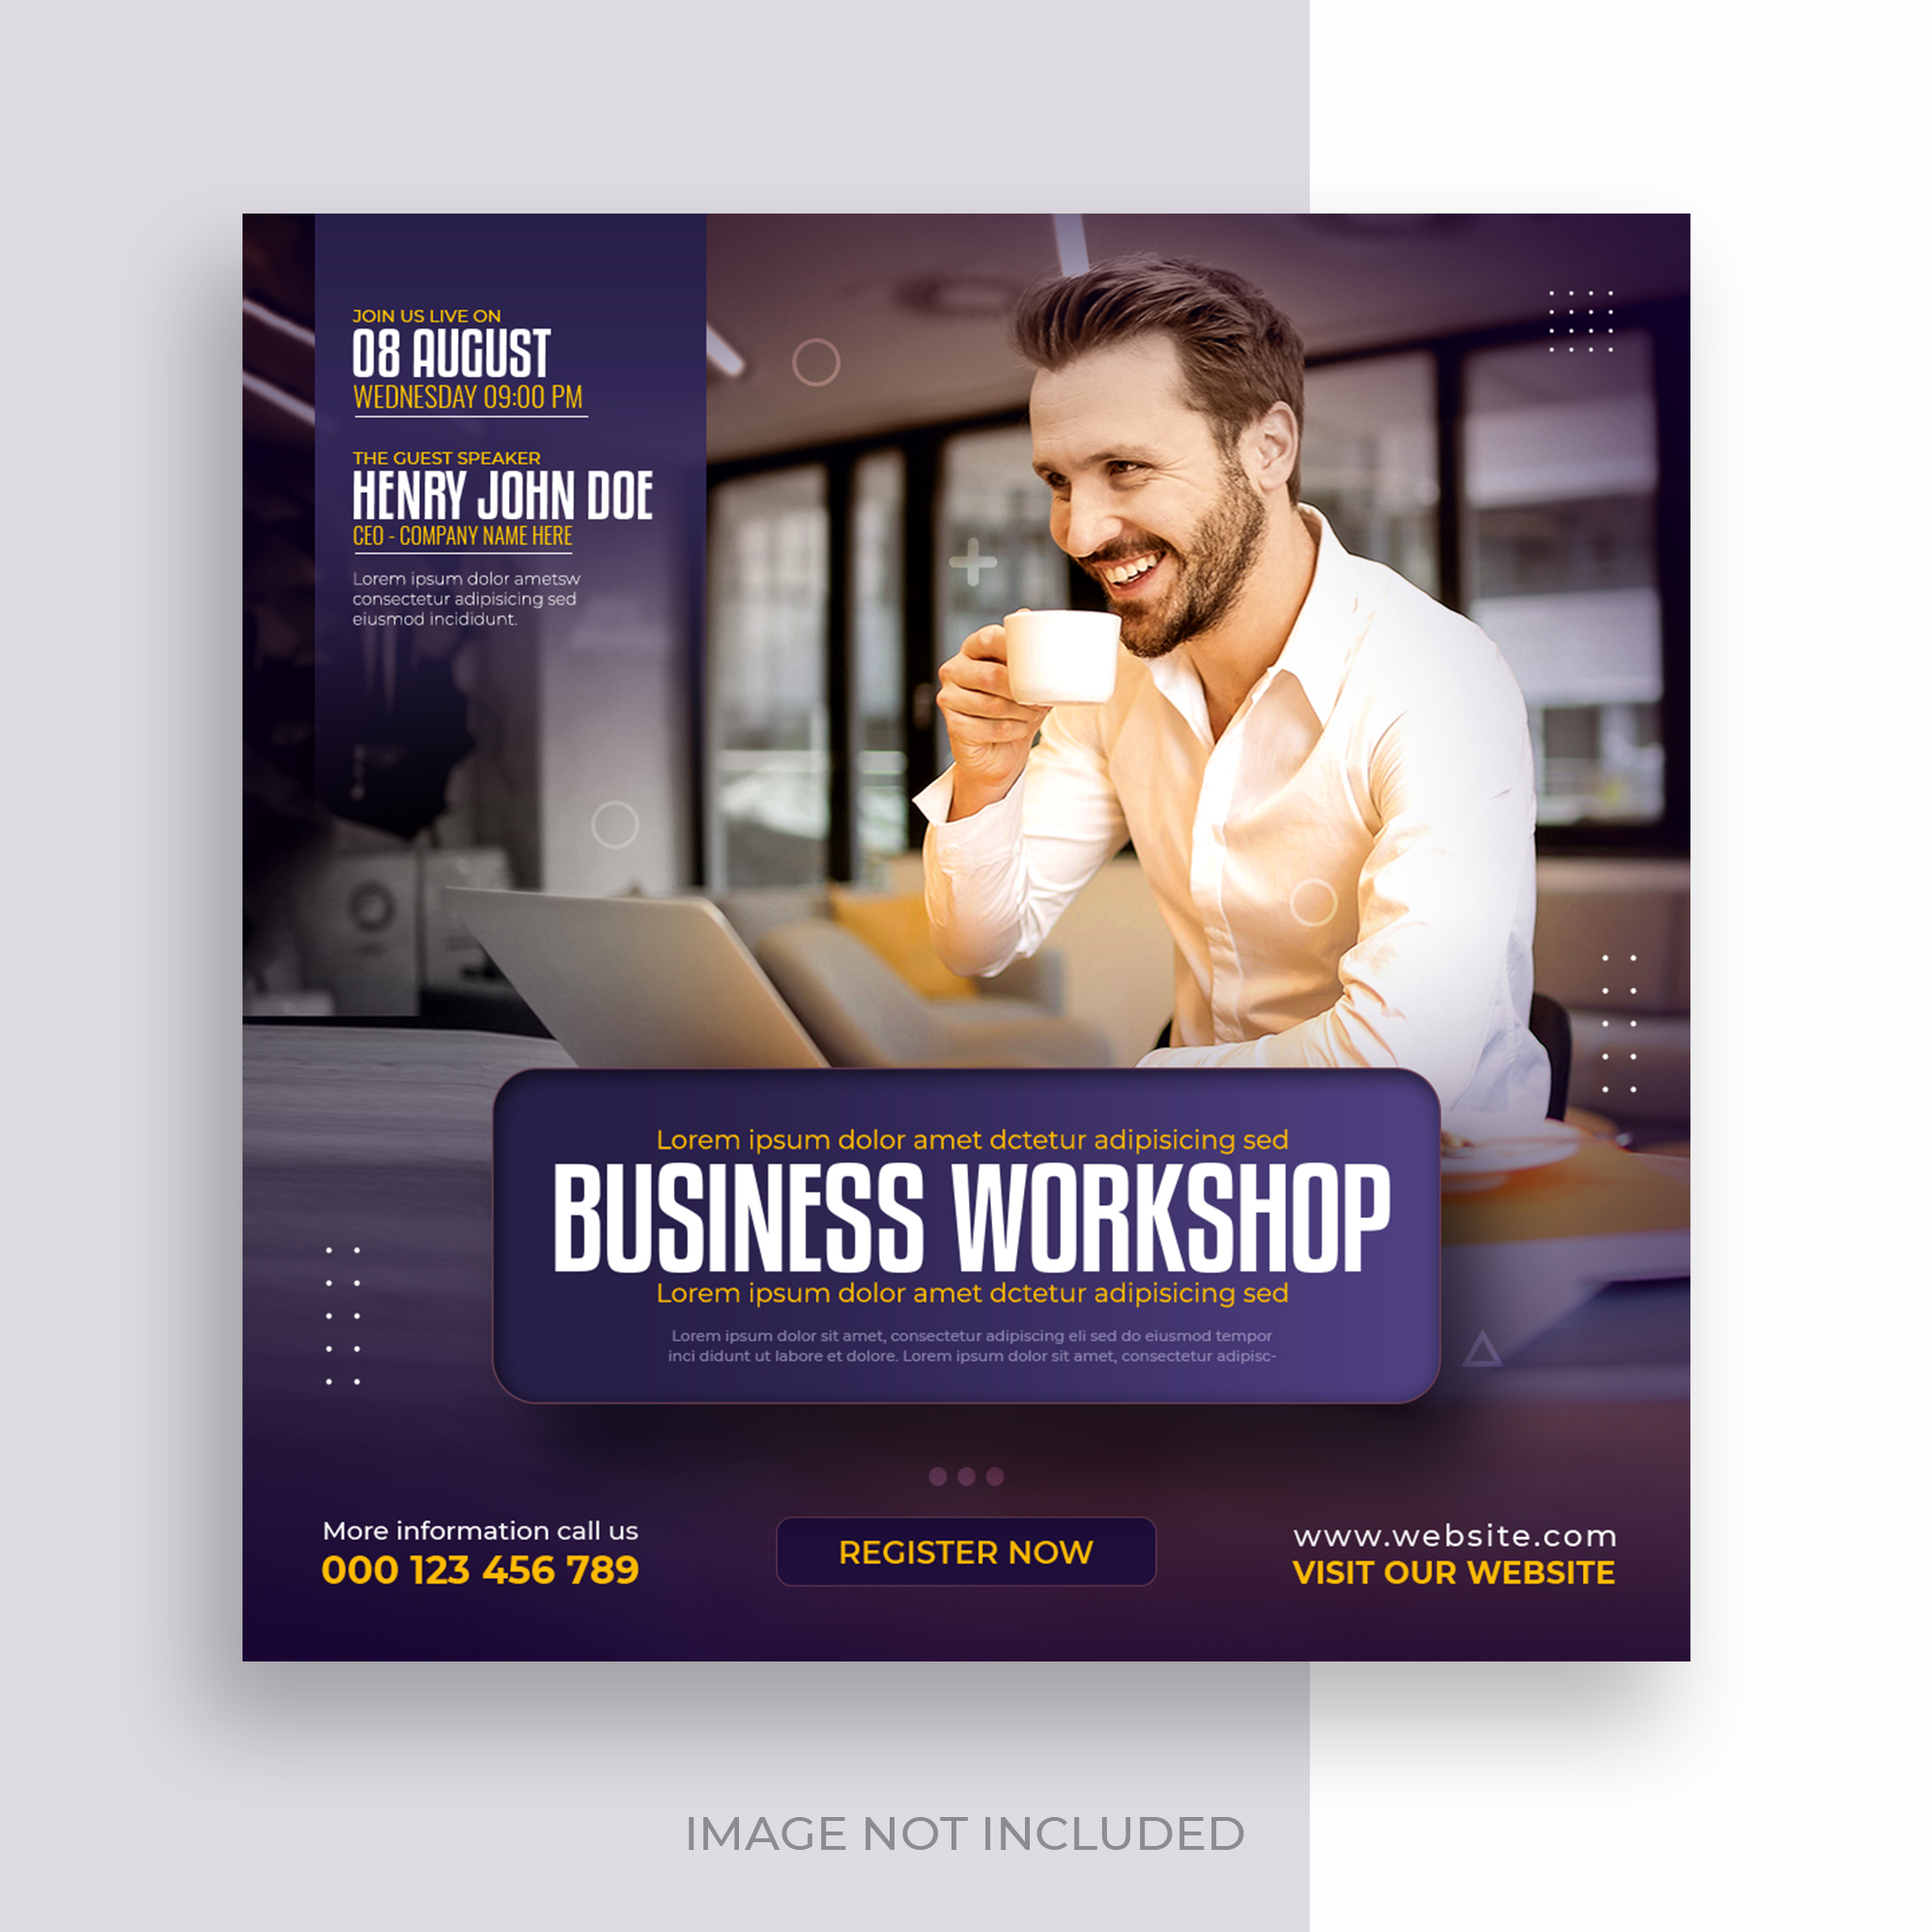 JOIN US LIVE ON
08 AUGUST
WEDNESDAY 09:00 PM
THE GUEST SPEAKER
HENRY JOHN DOE
CEO - COMPANY NAME HERE
Lorem ipsum dolor ametsw
consectetur adipisicing sed
eiusmod incididunt.
Lorem ipsum dolor amet dctetur adipisicing sed
BUSINESS WORKSHOP
Lorem ipsum dolor amet dctetur adipisicing sed
Lorem ipsum dolor sit amet, consectetur adipiscing eli sed do eiusmod tempor
inci didunt ut labore et dolore. Lorem ipsum dolor sit amet, consectetur adipisc-
More information call us
000 123 456 789
REGISTER NOW
www.website.com
VISIT OUR WEBSITE
IMAGE NOT INCLUDED